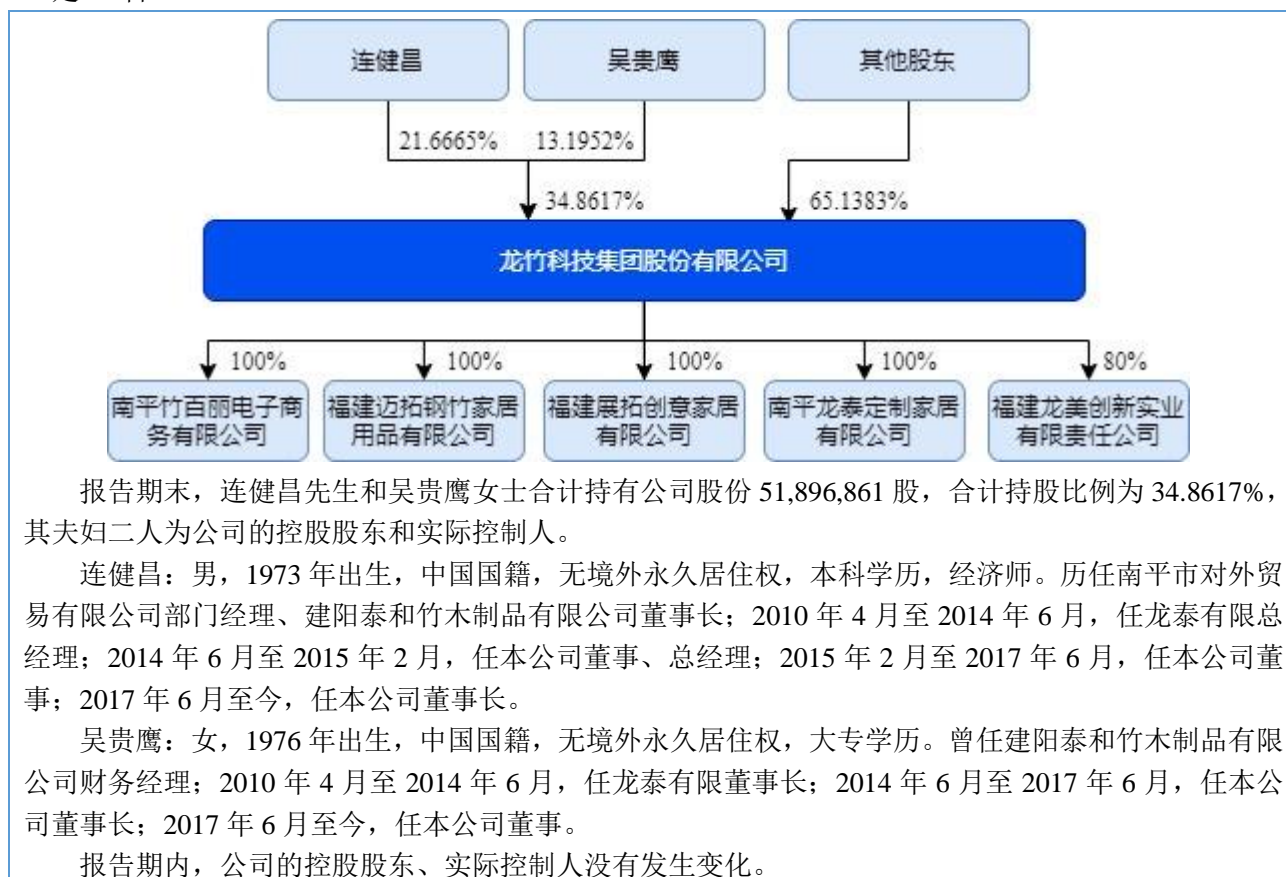 连健昌
吴贵鹰
其他股东
21.6665%
13.1952%
34.8617%
65.1383%
龙竹科技集团股份有限公司
100%
100%
100%
100%
80%
南平竹百丽电子商
务有限公司
福建迈拓钢竹家居
用品有限公司
福建展拓创意家居
有限公司
南平龙泰定制家居
有限公司
福建龙美创新实业
有限责任公司
报告期末，连健昌先生和吴贵鹰女士合计持有公司股份 51,896,861 股，合计持股比例为 34.8617%，
其夫妇二人为公司的控股股东和实际控制人。
连健昌：男，1973 年出生，中国国籍，无境外永久居住权，本科学历，经济师。历任南平市对外贸
易有限公司部门经理、建阳泰和竹木制品有限公司董事长；2010 年 4 月至 2014 年 6 月，任龙泰有限总
经理；2014 年 6 月至 2015 年 2 月，任本公司董事、总经理；2015 年 2 月至 2017 年 6 月，任本公司董
事；2017 年 6 月至今，任本公司董事长。
吴贵鹰：女，1976 年出生，中国国籍，无境外永久居住权，大专学历。曾任建阳泰和竹木制品有限
公司财务经理；2010 年 4 月至 2014 年 6 月，任龙泰有限董事长；2014 年 6 月至 2017 年 6 月，任本公
司董事长；2017 年 6 月至今，任本公司董事。
报告期内，公司的控股股东、实际控制人没有发生变化。